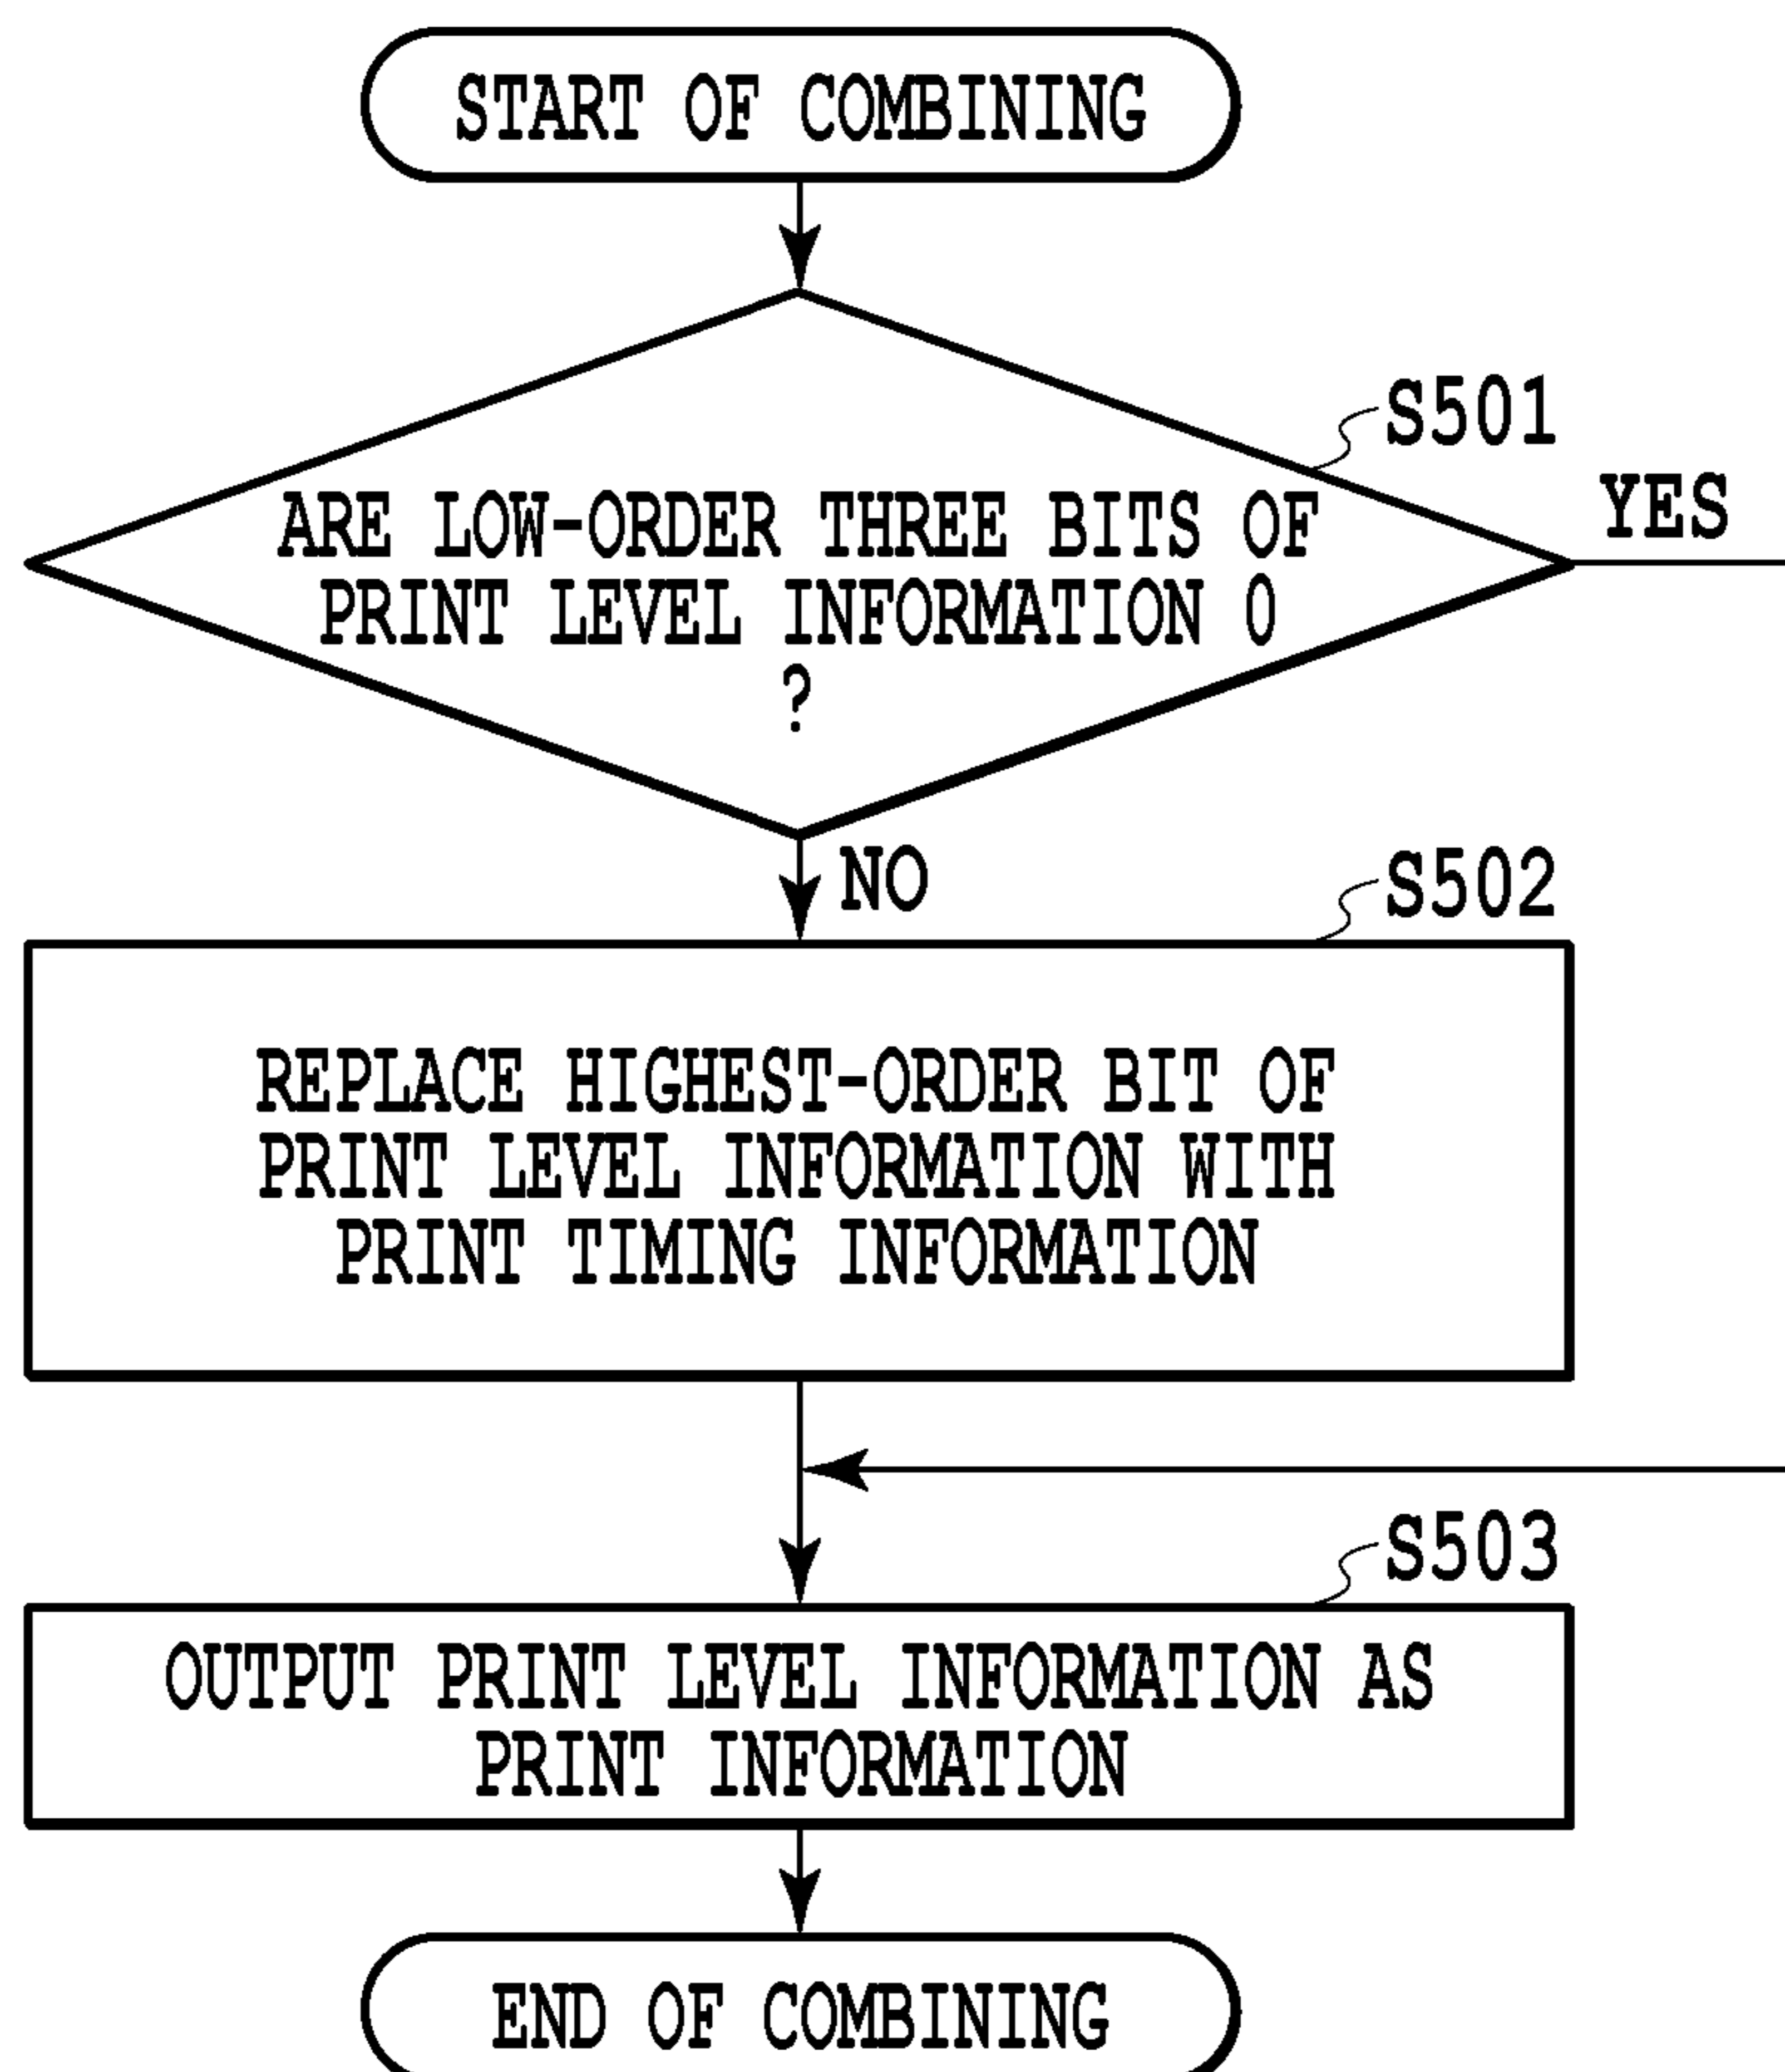 START OF COMBINING
S501
ARE LOW-ORDER THREE BITS OF
PRINT LEVEL INFORMATION 0
?
YES
NO
S502
REPLACE HIGHEST-ORDER BIT OF
PRINT LEVEL INFORMATION WITH
PRINT TIMING INFORMATION
S503
OUTPUT PRINT LEVEL INFORMATION AS
PRINT INFORMATION
END OF COMBINING